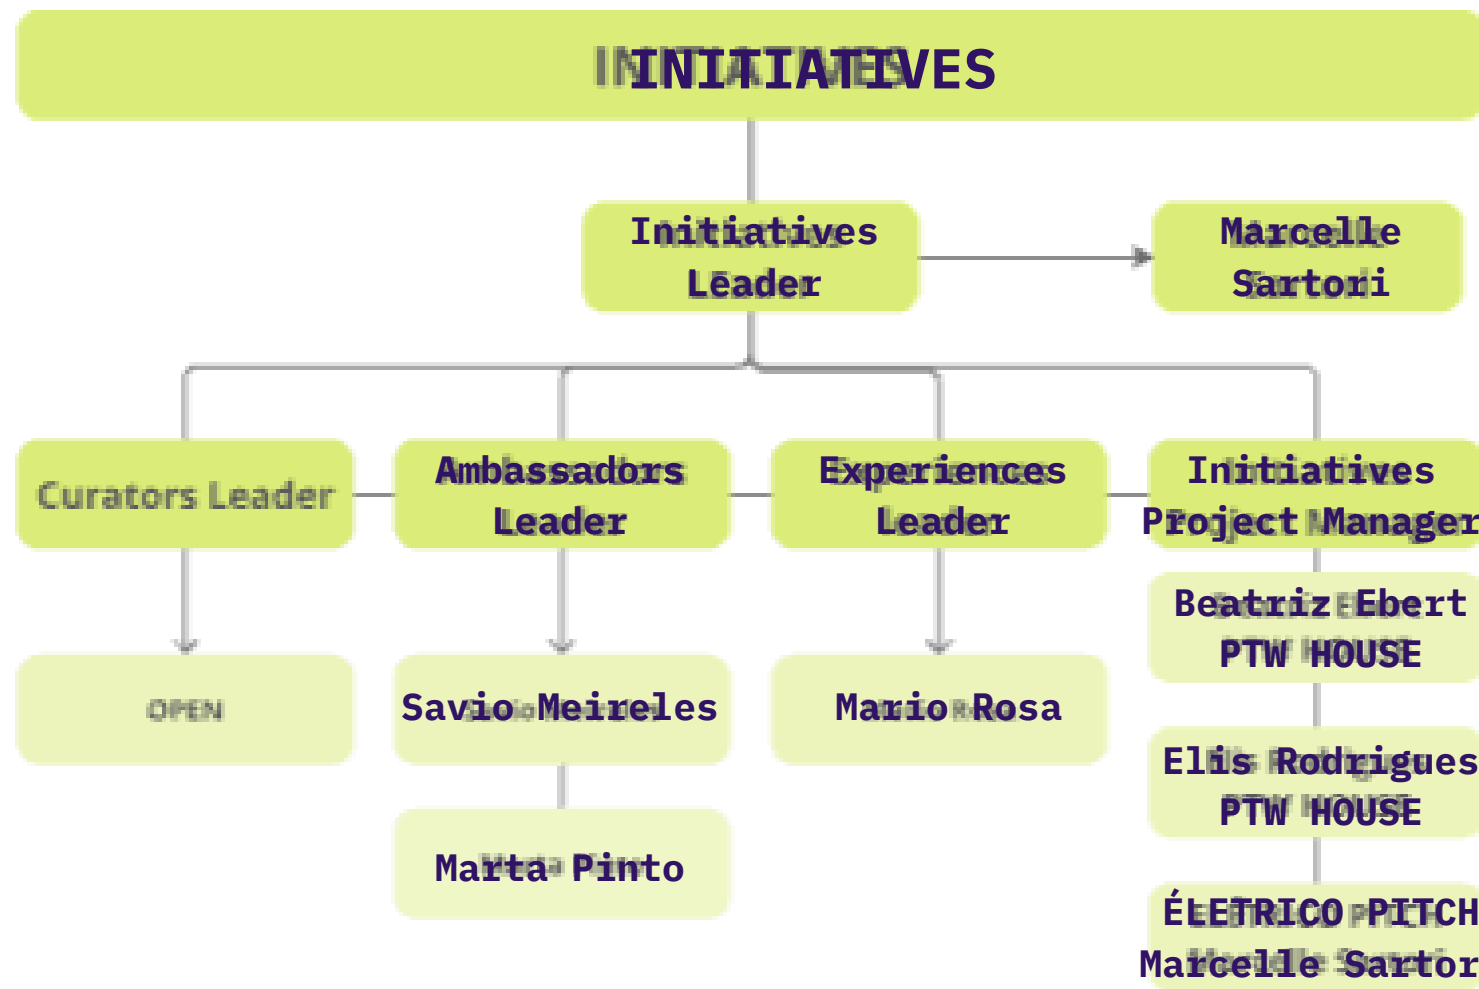 INITIATIVES
Initiatives
Leader
Marcelle
Sartori
Curators Leader
Ambassadors
Leader
Experiences
Leader
Initiatives
Project Manager
Beatriz Ebert
PTW HOUSE
OPEN
Savio Meireles
Mario Rosa
Elis Rodrigues
PTW HOUSE
Marta Pinto
ÉLETRICO PITCH
Marcelle Sartori